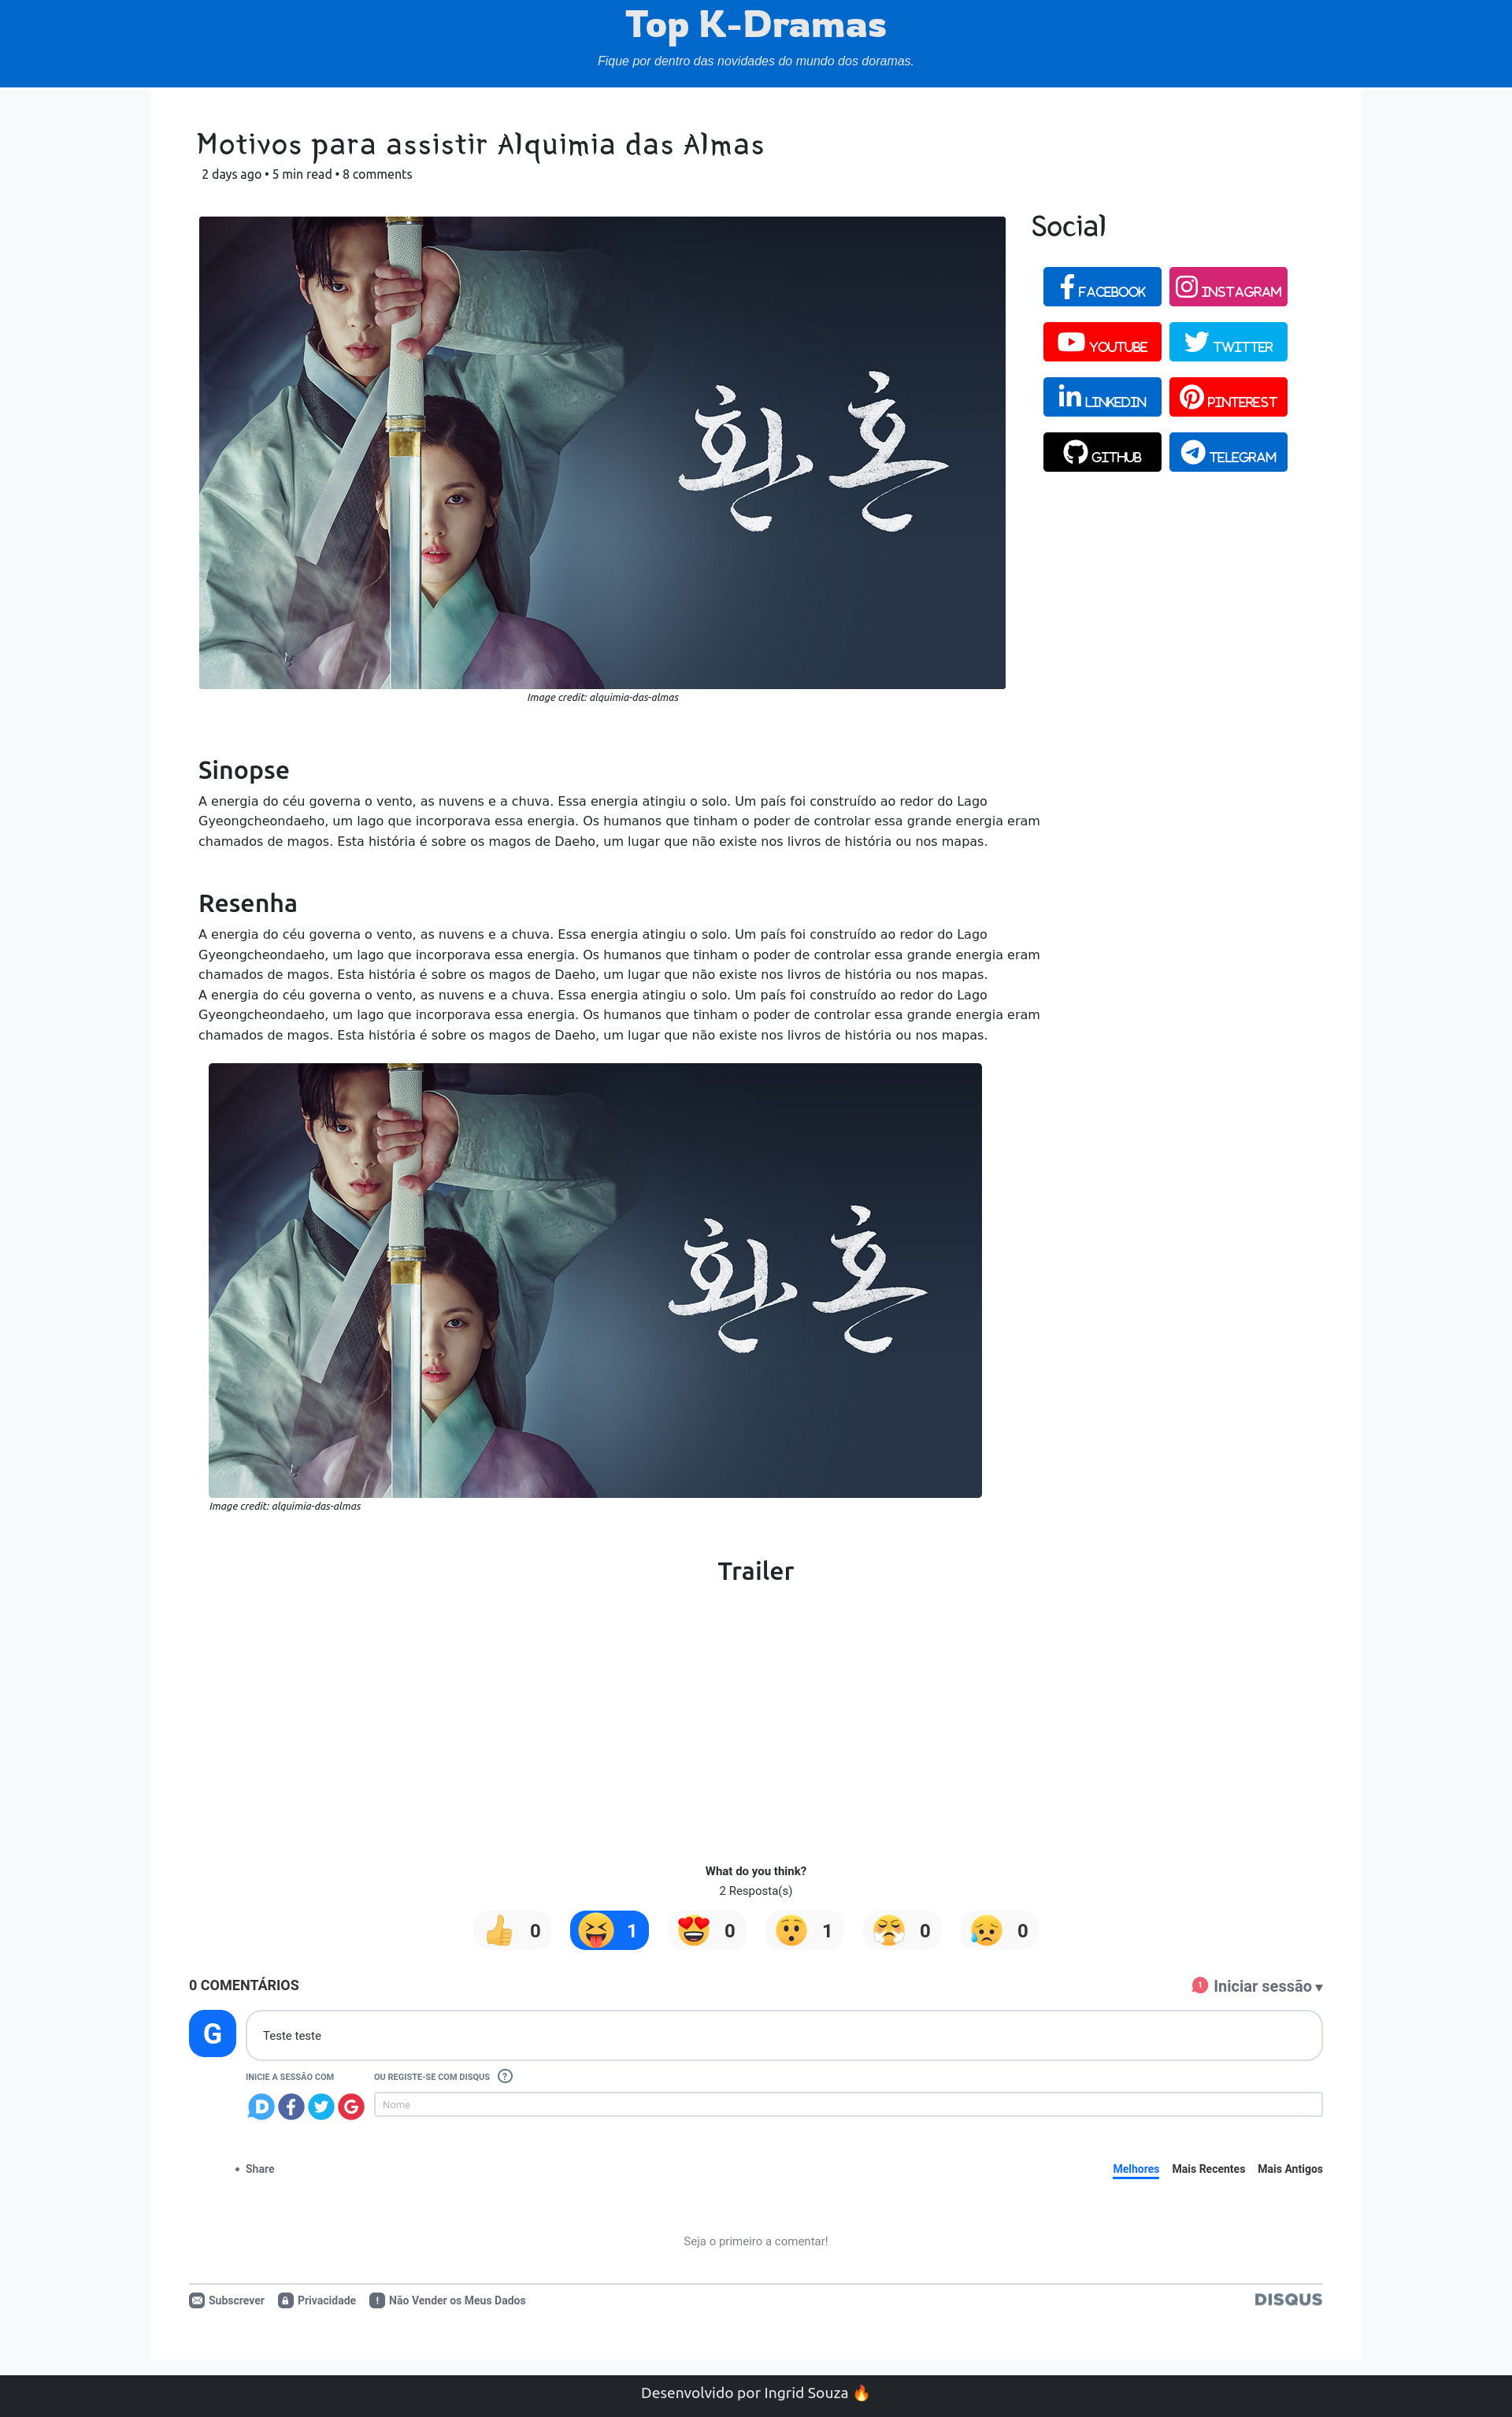 Top K-Dramas
Fique por dentro das novidades do mundo dos doramas.
Motivos para assistir Alquimia das Almas
2 days ago • 5 min read • 8 comments
환혼
Image credit: alquimia-das-almas
Social
FACEBOOK INSTAGRAM
YOUTUBE TWITTER
LINKEDIN PINTEREST
GITHUB TELEGRAM
Sinopse
A energia do céu governa o vento, as nuvens e a chuva. Essa energia atingiu o solo. Um país foi construído ao redor do Lago
Gyeongcheondaeho, um lago que incorporava essa energia. Os humanos que tinham o poder de controlar essa grande energia eram
chamados de magos. Esta história é sobre os magos de Daeho, um lugar que não existe nos livros de história ou nos mapas.
Resenha
A energia do céu governa o vento, as nuvens e a chuva. Essa energia atingiu o solo. Um país foi construído ao redor do Lago
Gyeongcheondaeho, um lago que incorporava essa energia. Os humanos que tinham o poder de controlar essa grande energia eram
chamados de magos. Esta história é sobre os magos de Daeho, um lugar que não existe nos livros de história ou nos mapas.
A energia do céu governa o vento, as nuvens e a chuva. Essa energia atingiu o solo. Um país foi construído ao redor do Lago
Gyeongcheondaeho, um lago que incorporava essa energia. Os humanos que tinham o poder de controlar essa grande energia eram
chamados de magos. Esta história é sobre os magos de Daeho, um lugar que não existe nos livros de história ou nos mapas.
환혼
Image credit: alquimia-das-almas
Trailer
What do you think?
2 Resposta(s)
0 1 0 1 0 0
0 COMENTÁRIOS
1 Iniciar sessão ▾
G
Teste teste
INICIE A SESSÃO COM
OU REGISTE-SE COM DISQUS ?
Nome
• Share
Melhores Mais Recentes Mais Antigos
Seja o primeiro a comentar!
Subscrever Privacidade Não Vender os Meus Dados
DISQUS
Desenvolvido por Ingrid Souza 🔥